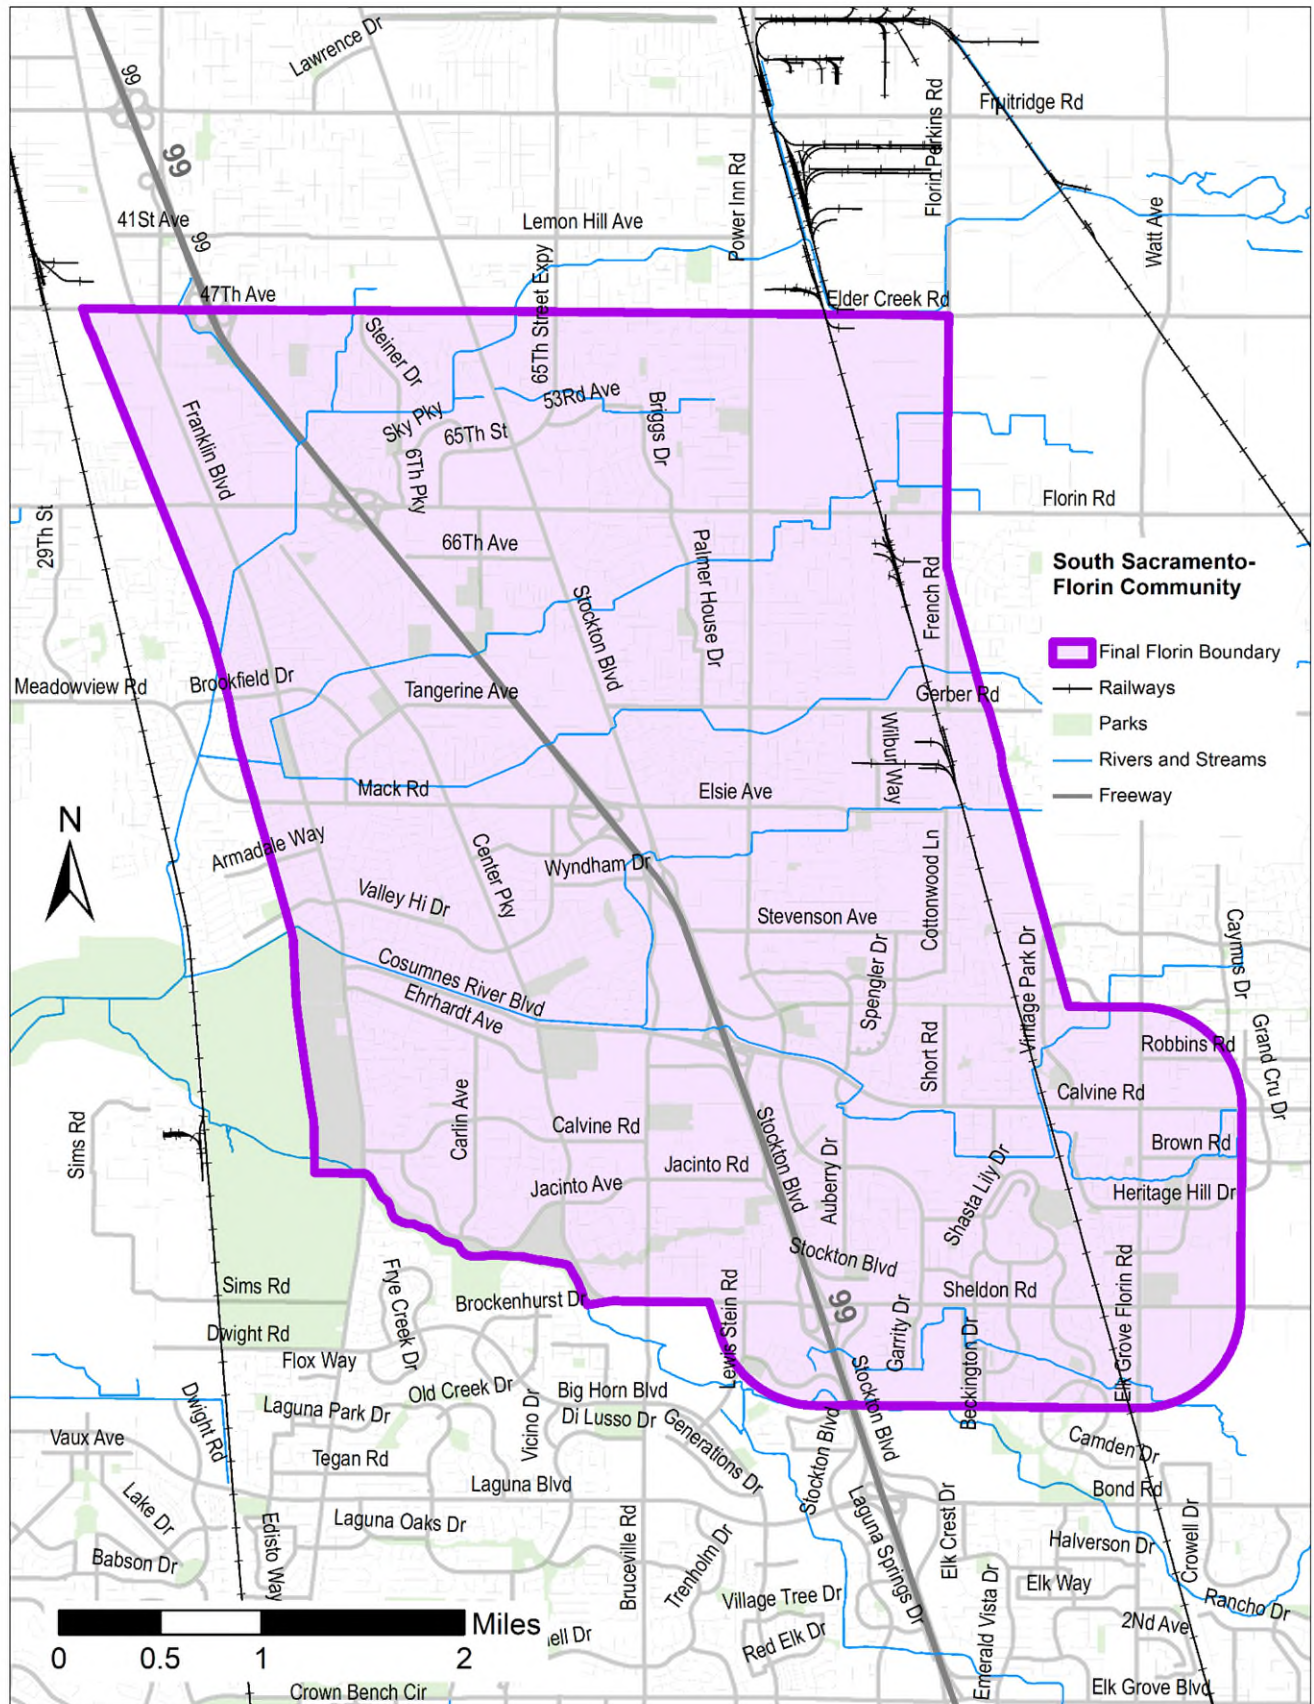 Lawrence Dr
99
99
99
Fruitridge Rd
Florin Perkins Rd
Power Inn Rd
Watt Ave
41St Ave
Lemon Hill Ave
47Th Ave
65Th Street Expy
Elder Creek Rd
Steiner Dr
53Rd Ave
Sky Pky
65Th St
6Th Pky
Briggs Dr
Franklin Blvd
Florin Rd
29Th St
66Th Ave
Palmer House Dr
French Rd
South Sacramento-
Florin Community
Final Florin Boundary
Railways
Parks
Rivers and Streams
Freeway
Stockton Blvd
Meadowview Rd
Brookfield Dr
Tangerine Ave
Gerber Rd
Wilbur Way
Mack Rd
Elsie Ave
N
Armadale Way
Center Pky
Wyndham Dr
Cottonwood Ln
Valley Hi Dr
Stevenson Ave
Caymus Dr
Cosumnes River Blvd
Ehrhardt Ave
Spengler Dr
Vintage Park Dr
Short Rd
Robbins Rd
Grand Cru Dr
Calvine Rd
Carlin Ave
Calvine Rd
Stockton Blvd
Brown Rd
Sims Rd
Jacinto Rd
Jacinto Ave
Auberry Dr
Shasta Lily Dr
Heritage Hill Dr
Stockton Blvd
Sims Rd
Frye Creek Dr
Brockenhurst Dr
Lewis Stein Rd
99
Sheldon Rd
Garrity Dr
Elk Grove Florin Rd
Dwight Rd
Flox Way
Beckington Dr
Old Creek Dr
Big Horn Blvd
Stockton Blvd
Laguna Park Dr
Vicino Dr
Di Lusso Dr
Generations Dr
Stockton Blvd
Dwight Rd
Vaux Ave
Tegan Rd
Camden Dr
Laguna Blvd
Bond Rd
Lake Dr
Laguna Oaks Dr
Edisto Way
Bruceville Rd
Trenholm Dr
Laguna Springs Dr
Elk Crest Dr
Halverson Dr
Crowell Dr
Babson Dr
Village Tree Dr
Elk Way
Rancho Dr
Emerald Vista Dr
2Nd Ave
Red Elk Dr
Miles
0 0.5 1 2
Crown Bench Cir
Elk Grove Blvd